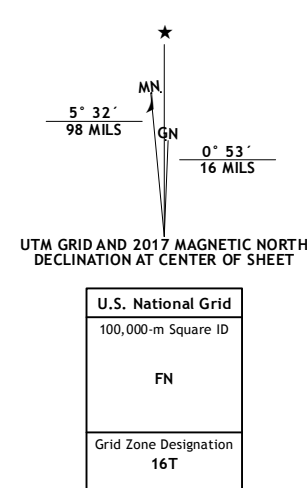 MN.
5° 32´
98 MILS
GN
0° 53´
16 MILS
UTM GRID AND 2017 MAGNETIC NORTH
DECLINATION AT CENTER OF SHEET
U.S. National Grid
100,000-m Square ID
FN
Grid Zone Designation
16T